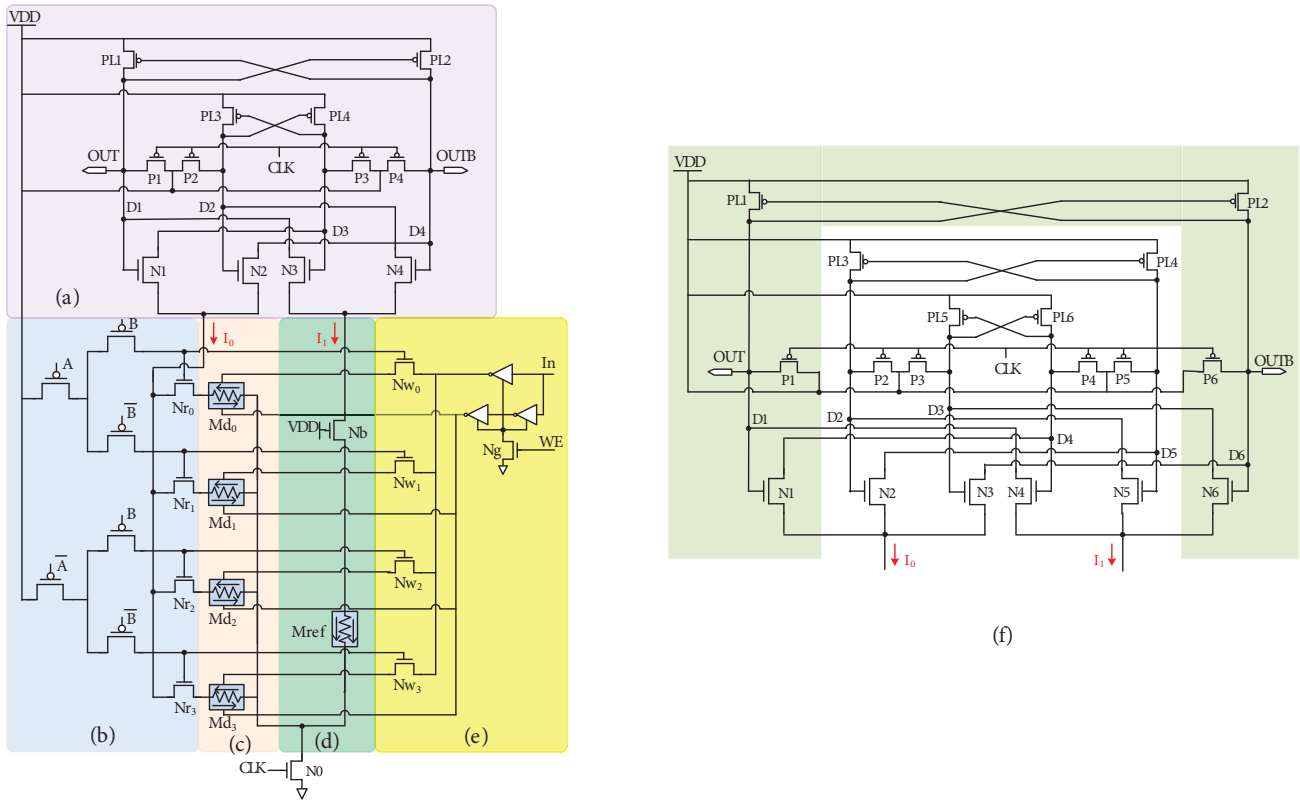 VDD
PL1
PL2
PL3
PL4
OUT
CLK
OUTB
P1
P2
P3
P4
D1
D2
D3
D4
N1
N2
N3
N4
(a)
I0
I1
B
A
B̅
Nr0
Md0
Nw0
In
VDD
Nb
Ng
WE
Nr1
Md1
Nw1
B
A̅
B̅
Nr2
Md2
Nw2
Mref
Nr3
Md3
Nw3
(b)
(c)
(d)
(e)
CLK
N0
VDD
PL1
PL2
PL3
PL4
PL5
PL6
OUT
CLK
OUTB
P1
P2
P3
P4
P5
P6
D1
D2
D3
D4
D5
D6
N1
N2
N3
N4
N5
N6
I0
I1
(f)